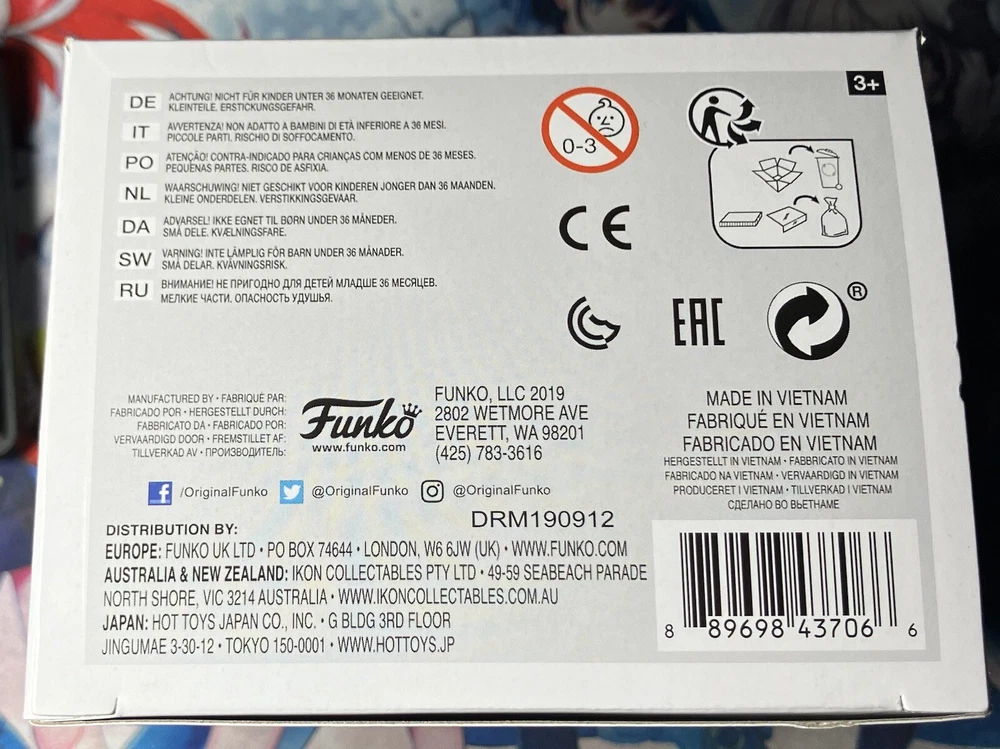 3+
DE ACHTUNG! NICHT FÜR KINDER UNTER 36 MONATEN GEEIGNET.
KLEINTEILE. ERSTICKUNGSGEFAHR.
IT AVVERTENZA! NON ADATTO A BAMBINI DI ETÀ INFERIORE A 36 MESI.
PICCOLE PARTI. RISCHIO DI SOFFOCAMENTO.
PO ATENÇÃO! CONTRA-INDICADO PARA CRIANÇAS COM MENOS DE 36 MESES.
PEQUENAS PARTES. RISCO DE ASFIXIA.
NL WAARSCHUWING! NIET GESCHIKT VOOR KINDEREN JONGER DAN 36 MAANDEN.
KLEINE ONDERDELEN. VERSTIKKINGSGEVAAR.
DA ADVARSEL! IKKE EGNET TIL BØRN UNDER 36 MÅNEDER.
SMÅ DELE. KVÆLNINGSFARE.
SW VARNING! INTE LÄMPLIG FÖR BARN UNDER 36 MÅNADER.
SMÅ DELAR. KVÄVNINGSRISK.
RU ВНИМАНИЕ! НЕ ПРИГОДНО ДЛЯ ДЕТЕЙ МЛАДШЕ 36 МЕСЯЦЕВ.
МЕЛКИЕ ЧАСТИ. ОПАСНОСТЬ УДУШЬЯ.
0-3
CE
EAC
®
MANUFACTURED BY • FABRIQUÉ PAR:
FABRICADO POR • HERGESTELLT DURCH:
FABBRICATO DA • FABRICADO POR:
VERVAARDIGD DOOR • FREMSTILLET AF:
TILLVERKAD AV • ПРОИЗВОДИТЕЛЬ:
Funko
www.funko.com
FUNKO, LLC 2019
2802 WETMORE AVE
EVERETT, WA 98201
(425) 783-3616
MADE IN VIETNAM
FABRIQUÉ EN VIETNAM
FABRICADO EN VIETNAM
HERGESTELLT IN VIETNAM • FABBRICATO IN VIETNAM
FABRICADO NA VIETNAM • VERVAARDIGD IN VIETNAM
PRODUCERET I VIETNAM • TILLVERKAD I VIETNAM
СДЕЛАНО ВО ВЬЕТНАМЕ
/OriginalFunko @OriginalFunko @OriginalFunko
DRM190912
DISTRIBUTION BY:
EUROPE: FUNKO UK LTD • PO BOX 74644 • LONDON, W6 6JW (UK) • WWW.FUNKO.COM
AUSTRALIA & NEW ZEALAND: IKON COLLECTABLES PTY LTD • 49-59 SEABEACH PARADE
NORTH SHORE, VIC 3214 AUSTRALIA • WWW.IKONCOLLECTABLES.COM.AU
JAPAN: HOT TOYS JAPAN CO., INC. • G BLDG 3RD FLOOR
JINGUMAE 3-30-12 • TOKYO 150-0001 • WWW.HOTTOYS.JP
8 89698 43706 6